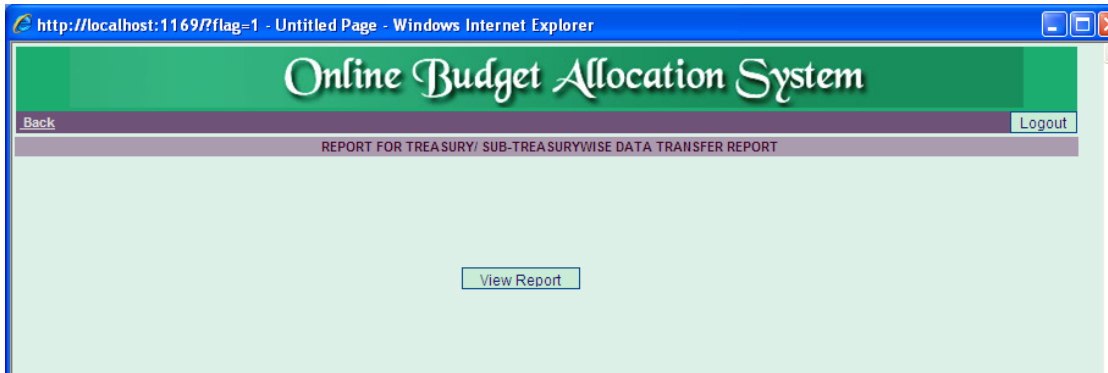 http://localhost:1169/?flag=1 - Untitled Page - Windows Internet Explorer
Online Budget Allocation System
Back
Logout
REPORT FOR TREASURY/ SUB-TREASURYWISE DATA TRANSFER REPORT
View Report